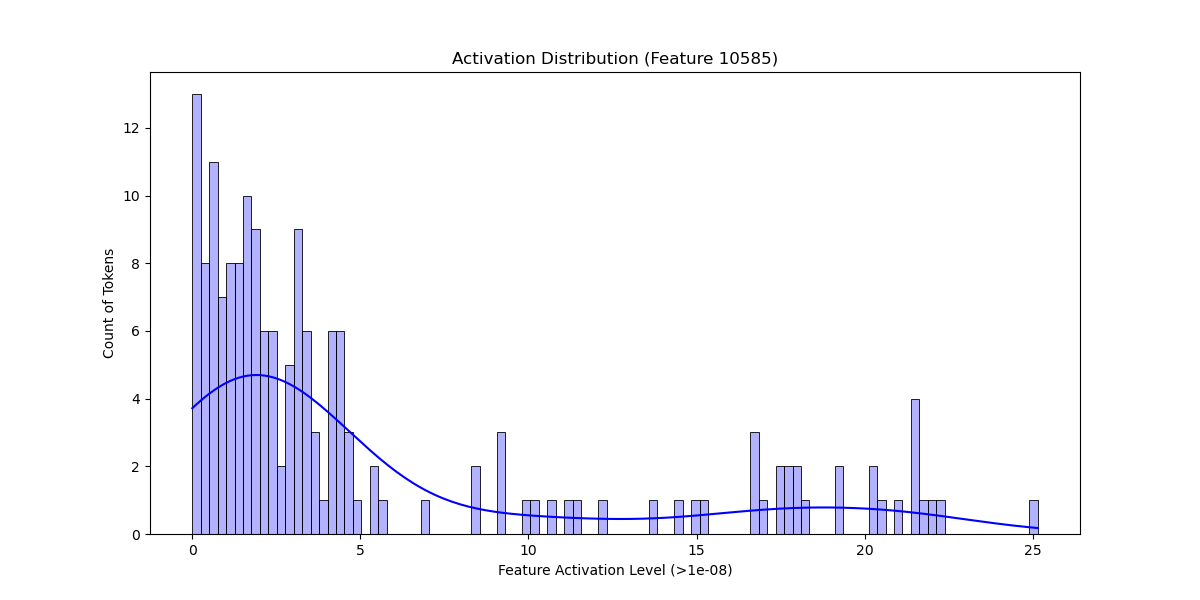 Activation Distribution (Feature 10585)
Count of Tokens
12
10
8
6
4
2
0
0 5 10 15 20 25
Feature Activation Level (>1e-08)